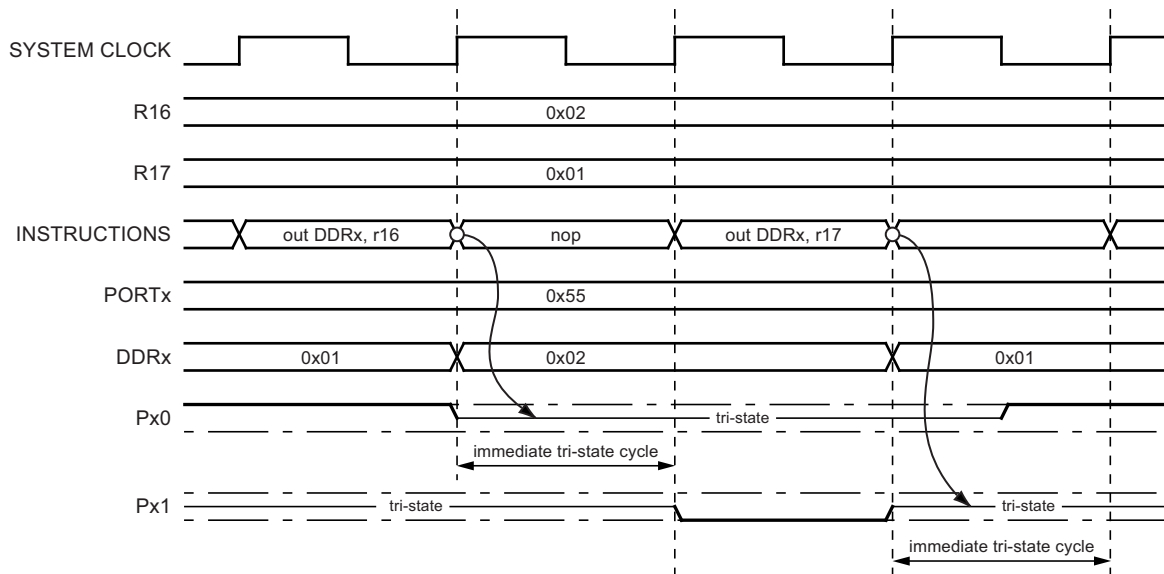 SYSTEM CLOCK
R16 0x02
R17 0x01
INSTRUCTIONS out DDRx, r16 nop out DDRx, r17
PORTx 0x55
DDRx 0x01 0x02 0x01
Px0 tri-state
immediate tri-state cycle
Px1 tri-state tri-state
immediate tri-state cycle